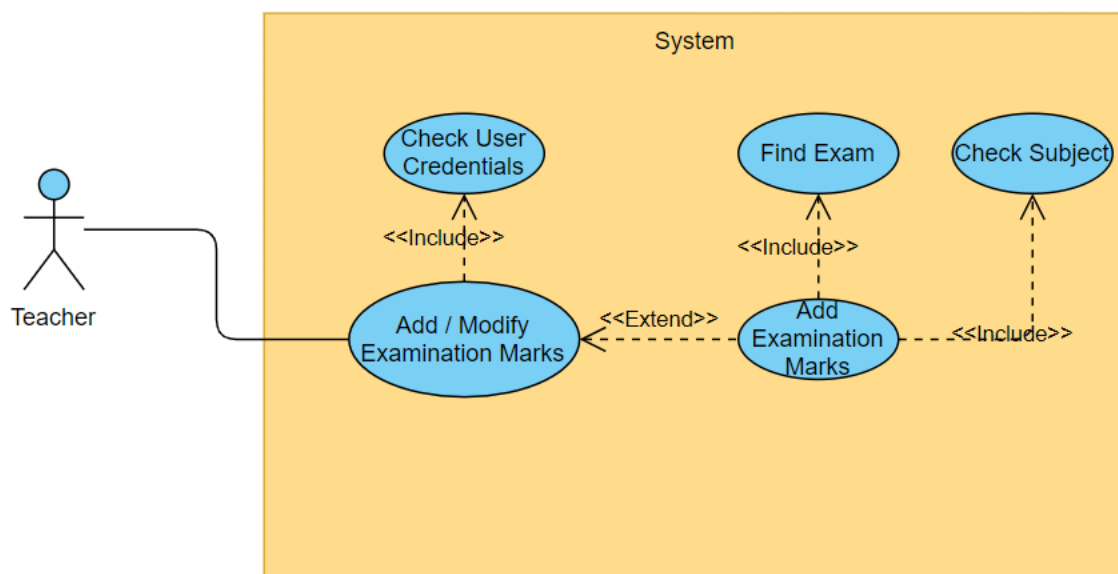 System
Check User
Credentials
Find Exam
Check Subject
<<Include>>
<<Include>>
Teacher
Add / Modify
Examination Marks
<<Extend>>
Add
Examination
Marks
<<Include>>